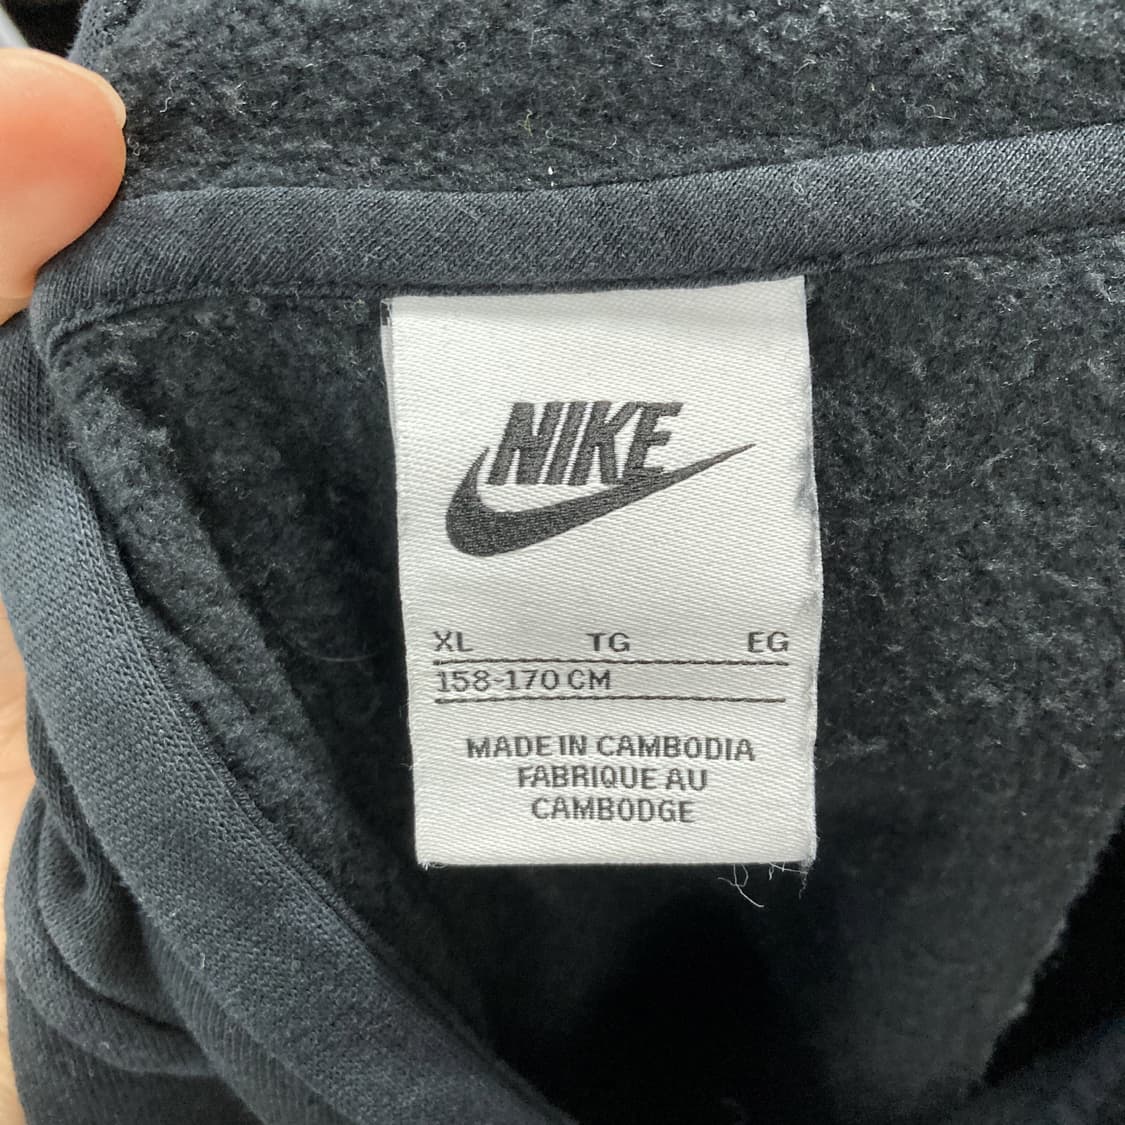 NIKE
XL TG EG
158-170 CM
MADE IN CAMBODIA
FABRIQUE AU
CAMBODGE